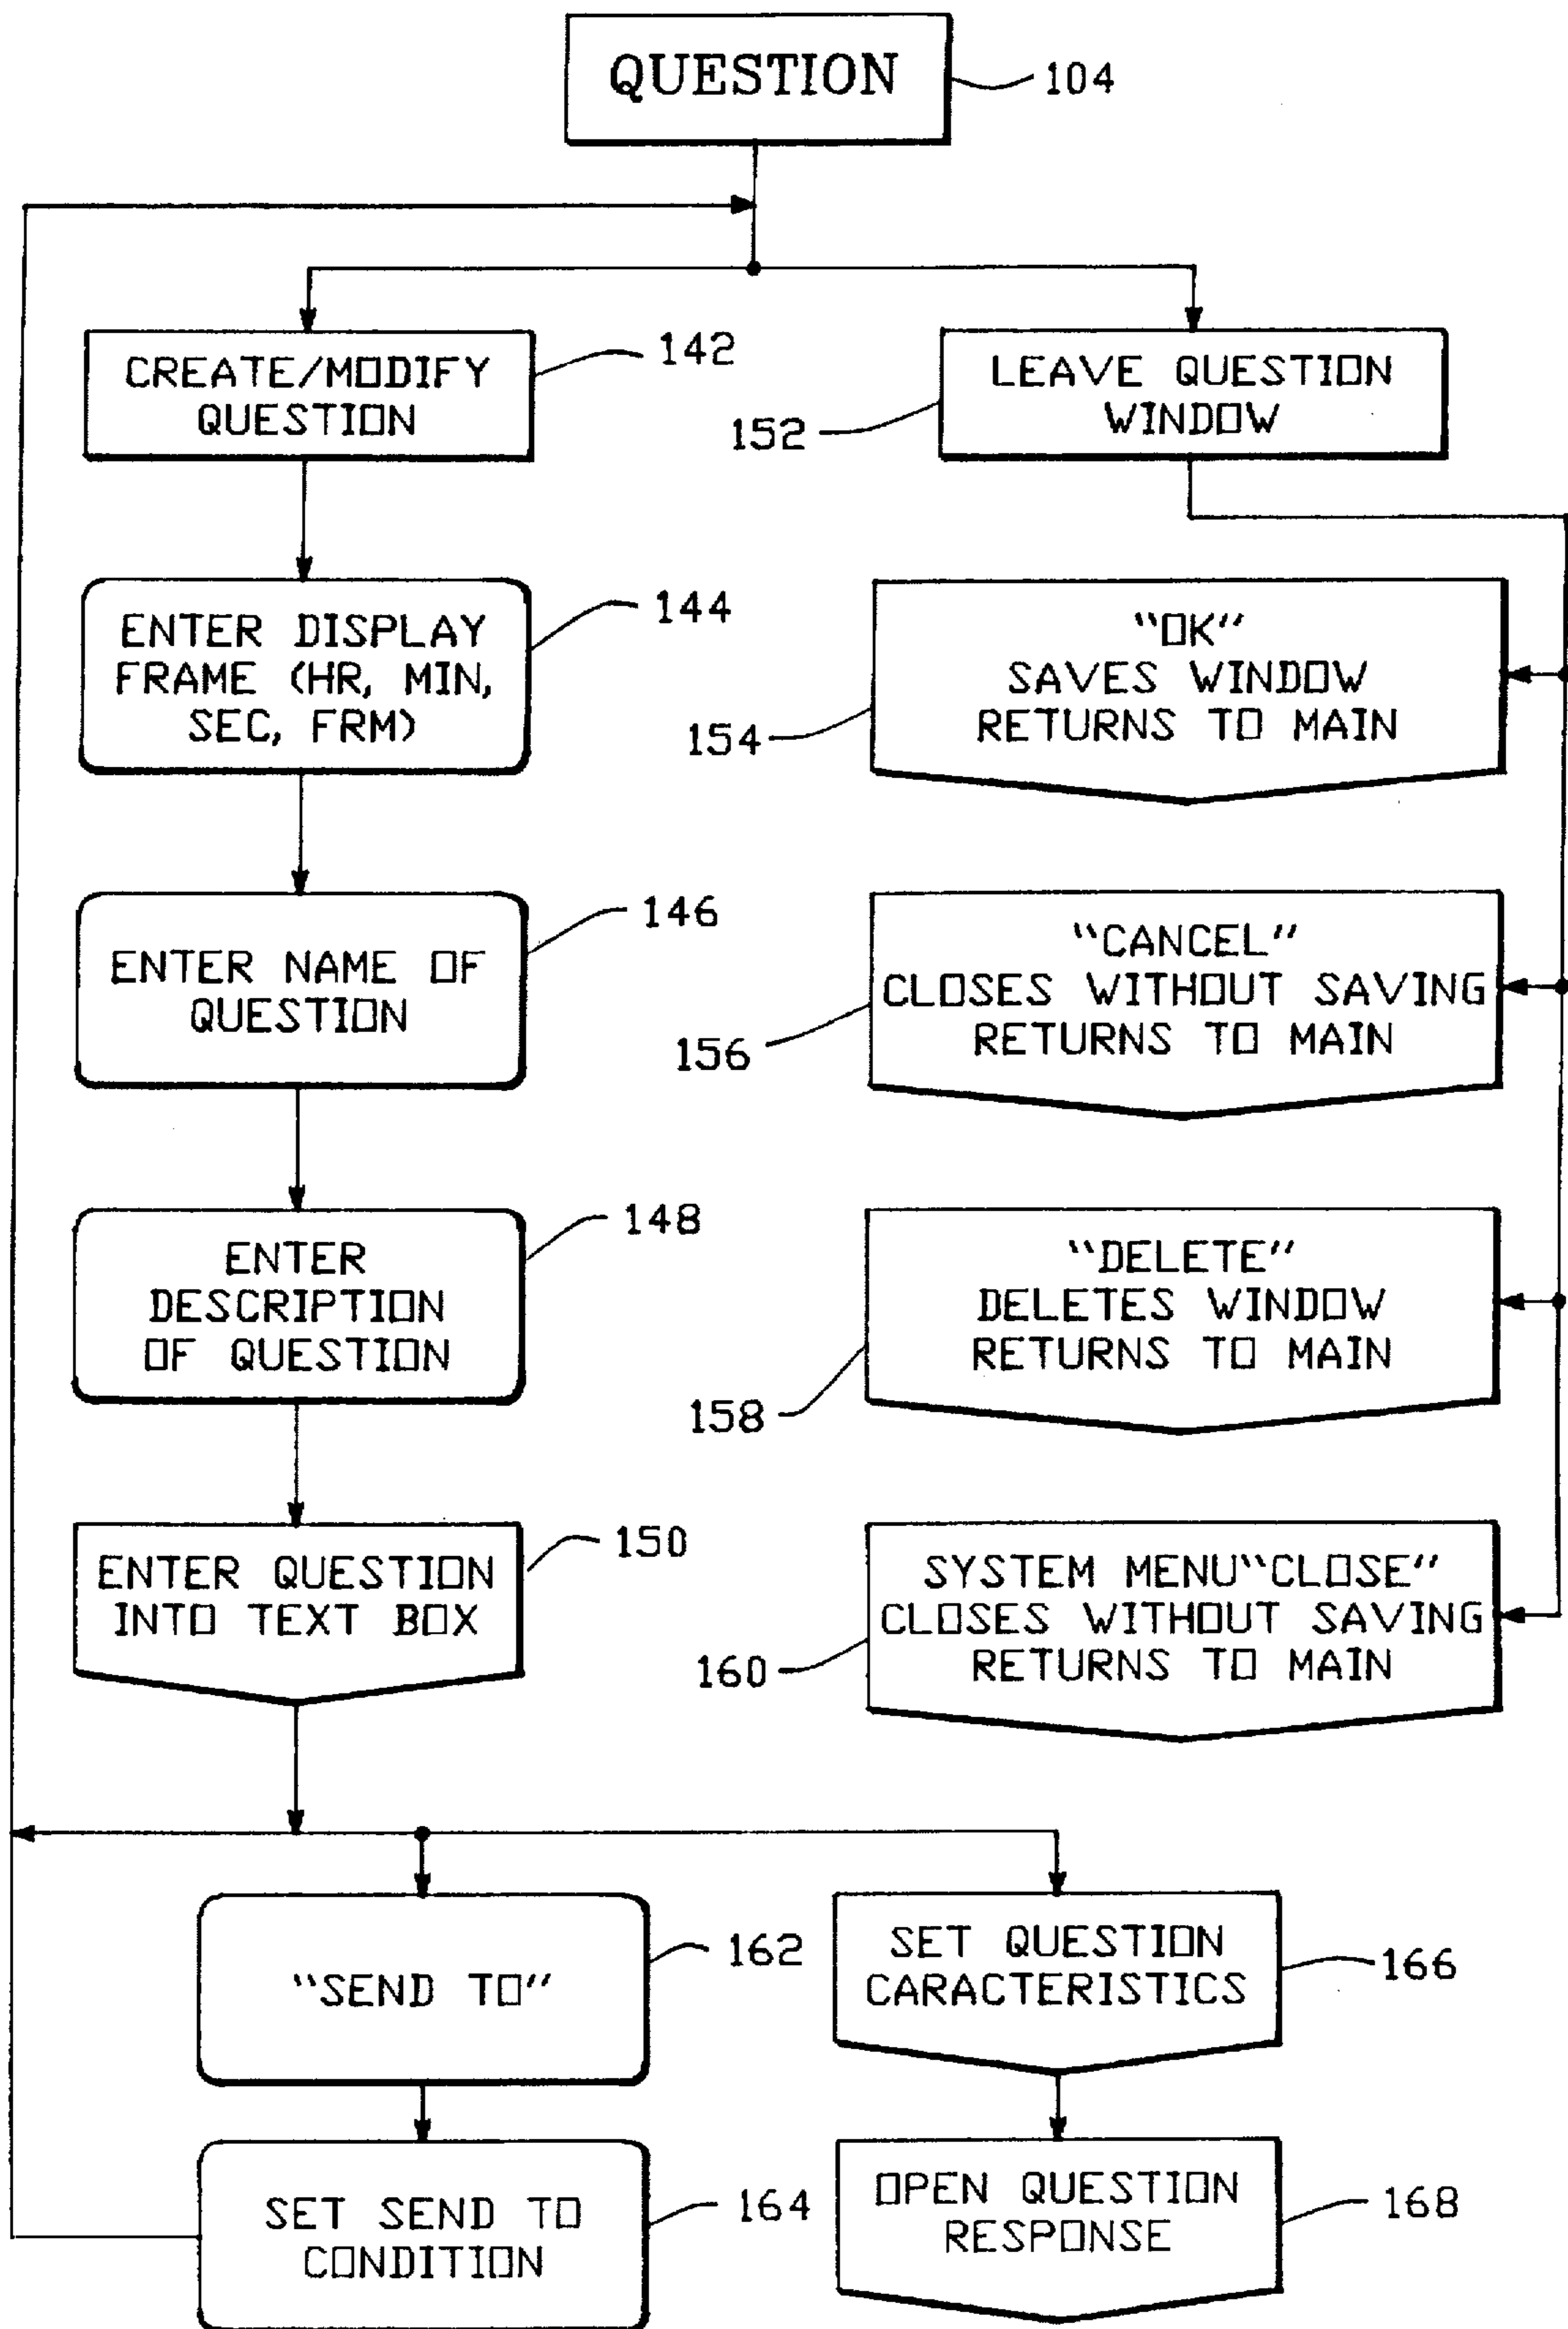 QUESTION
104
CREATE/MODIFY
QUESTION
142
LEAVE QUESTION
WINDOW
152
ENTER DISPLAY
FRAME (HR, MIN,
SEC, FRM)
144
"OK"
SAVES WINDOW
RETURNS TO MAIN
154
ENTER NAME OF
QUESTION
146
"CANCEL"
CLOSES WITHOUT SAVING
RETURNS TO MAIN
156
ENTER
DESCRIPTION
OF QUESTION
148
"DELETE"
DELETES WINDOW
RETURNS TO MAIN
158
ENTER QUESTION
INTO TEXT BOX
150
SYSTEM MENU"CLOSE"
CLOSES WITHOUT SAVING
RETURNS TO MAIN
160
"SEND TO"
162
SET QUESTION
CARACTERISTICS
166
SET SEND TO
CONDITION
164
OPEN QUESTION
RESPONSE
168